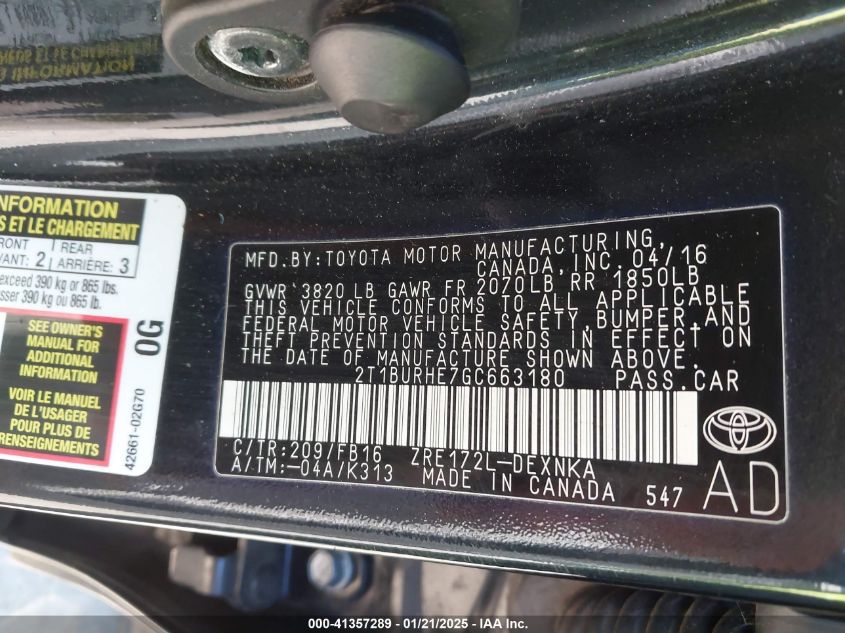 INFORMATION
S ET LE CHARGEMENT
FRONT
REAR
VANT: 2
ARRIÈRE: 3
exceed 390 kg or 865 lbs.
sser 390 kg ou 865 lb.
SEE OWNER'S
MANUAL FOR
ADDITIONAL
INFORMATION
VOIR LE MANUEL
DE L'USAGER
POUR PLUS DE
RENSEIGNEMENTS
0G
42661-02G70
MFD.BY:TOYOTA MOTOR MANUFACTURING,
CANADA, INC. 04/16
GVWR 3820 LB GAWR FR 2070LB RR 1850LB
THIS VEHICLE CONFORMS TO ALL APPLICABLE
FEDERAL MOTOR VEHICLE SAFETY,BUMPER,AND
THEFT PREVENTION STANDARDS IN EFFECT ON
THE DATE OF MANUFACTURE SHOWN ABOVE.
2T1BURHE7GC663180 PASS.CAR
C/TR:209/FB16 ZRE172L-DEXNKA
A/TM:-04A/K313 MADE IN CANADA 547
AD
000-41357289 - 01/21/2025 - IAA Inc.